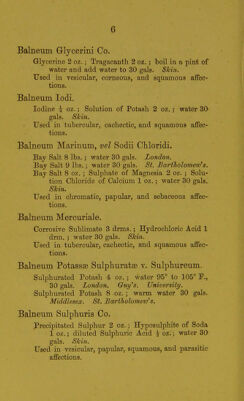 6
Balneum Glycerini Co.
Glycerine 2 oz. ; Tragacanth 2 oz. ; boil in a pint of
water and add water to 30 gals. Skin.
Used in vesicular, corneous, and squamous affec-
tions.
Balneum Iodi.
Iodine ½ oz. ; Solution of Potash 2 oz. ; water 30
gals. Skin.
Used in tubercular, cachectic, and squamous affec-
tions.
Balneum Marinum, vel Sodii Chloridi.
Bay Salt 8 lbs. ; water 30 gals. London.
Bay Salt 9 lbs. ; water 30 gals. St. Bartholomew's.
Bay Salt 8 oz. ; Sulphate of Magnesia 2 oz. ; Solu-
tion Chloride of Calcium 1 oz. ; water 30 gals.
Skin.
Used in chromatic, papular, and sebaceous affec-
tions.
Balneum Mercuriale.
Corrosive Sublimate 3 drms. ; Hydrochloric Acid 1
drm. ; water 30 gals. Skin.
Used in tubercular, cachectic, and squamous affec-
tions.
Balneum Potassæ Sulphuratæ v. Sulphureum.
Sulphurated Potash 4 oz. ; water 95° to 105° F.,
30 gals. London. Guy's. University.
Sulphurated Potash 8 oz. ; warm water 30 gals.
Middlesex. St. Bartholomew's.
Balneum Sulphuris Co.
Precipitated Sulphur 2 oz. ; Hyposulphite of Soda
1 oz. ; diluted Sulphuric Acid ½ oz. ; water 30
gals. Skin.
Used in vesicular, papular, squamous, and parasitic
affections.